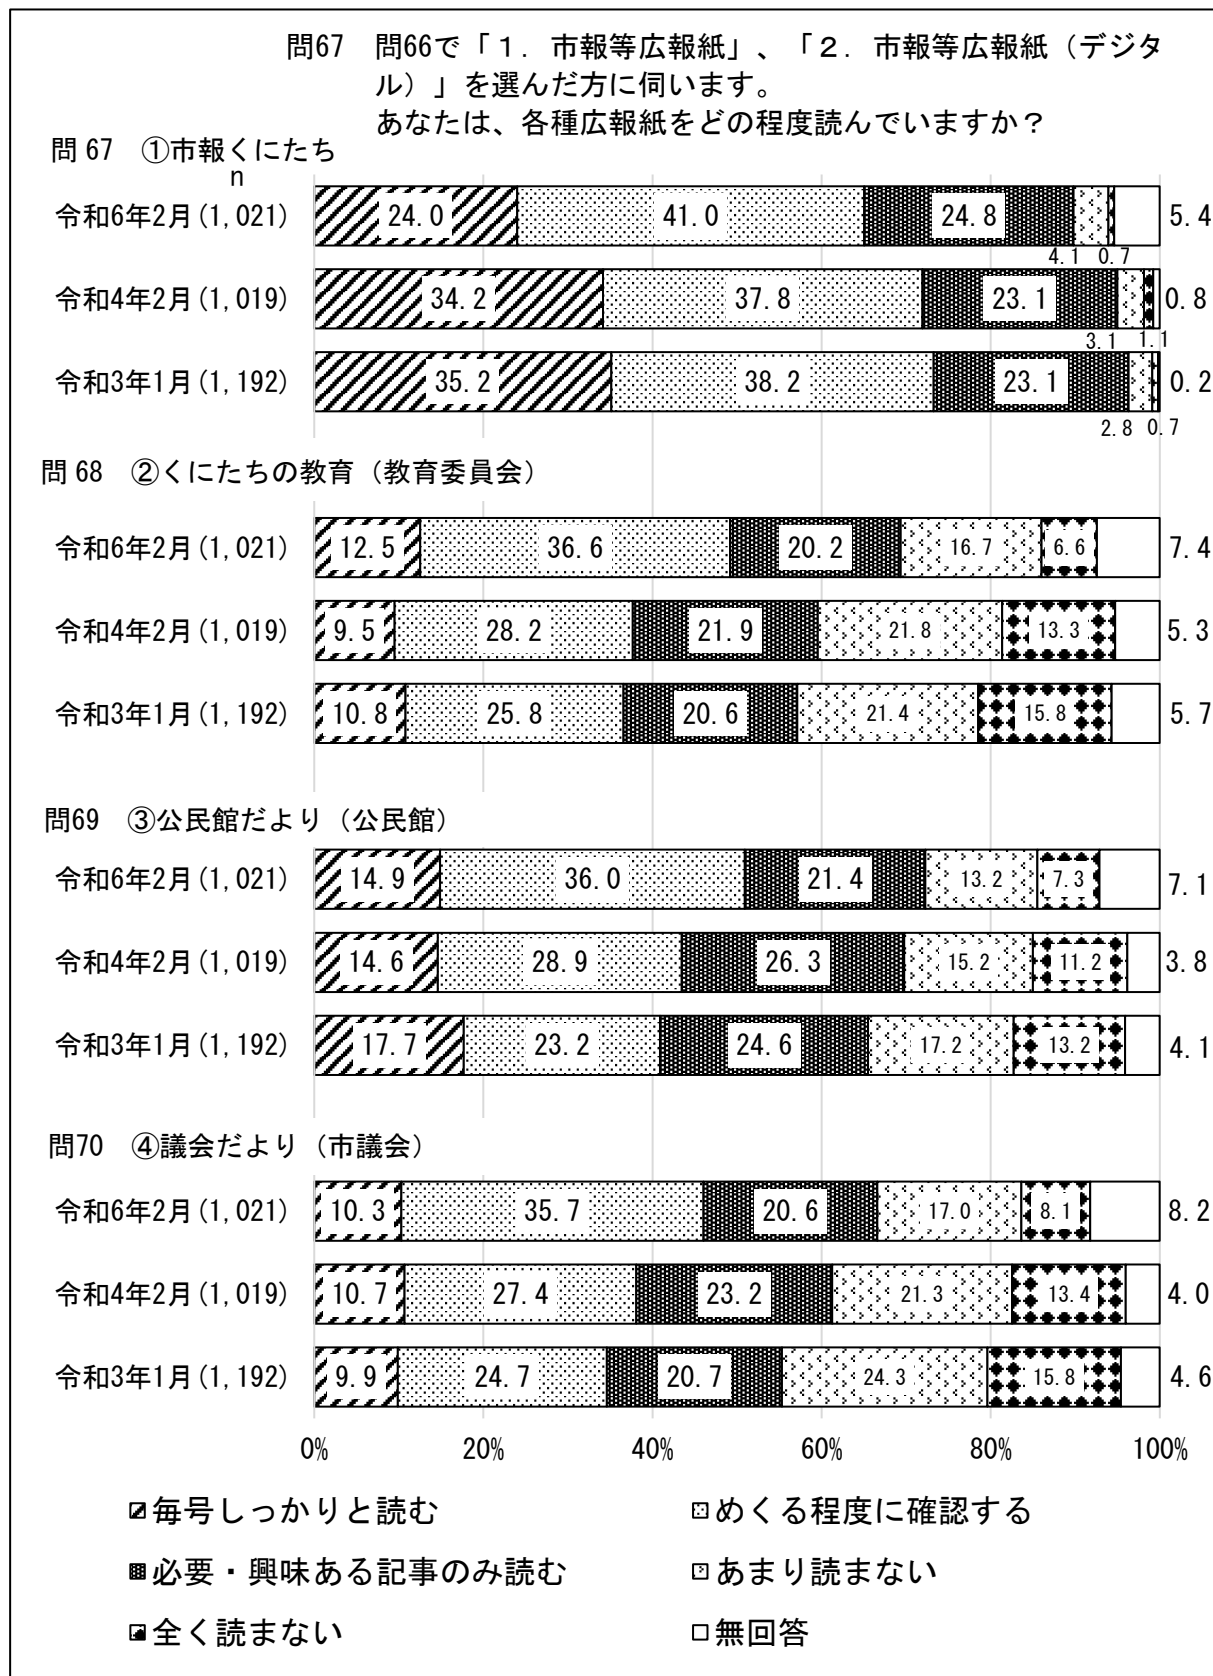 問67　問66で「１．市報等広報紙」、「２．市報等広報紙（デジタ
ル）」を選んだ方に伺います。
あなたは、各種広報紙をどの程度読んでいますか？
問 67　①市報くにたち
n
令和6年2月(1,021) 24.0 41.0 24.8 5.4
4.1 0.7
令和4年2月(1,019) 34.2 37.8 23.1 0.8
3.1 1.1
令和3年1月(1,192) 35.2 38.2 23.1 0.2
2.8 0.7
問 68　②くにたちの教育（教育委員会）
令和6年2月(1,021) 12.5 36.6 20.2 16.7 6.6 7.4
令和4年2月(1,019) 9.5 28.2 21.9 21.8 13.3 5.3
令和3年1月(1,192) 10.8 25.8 20.6 21.4 15.8 5.7
問69　③公民館だより（公民館）
令和6年2月(1,021) 14.9 36.0 21.4 13.2 7.3 7.1
令和4年2月(1,019) 14.6 28.9 26.3 15.2 11.2 3.8
令和3年1月(1,192) 17.7 23.2 24.6 17.2 13.2 4.1
問70　④議会だより（市議会）
令和6年2月(1,021) 10.3 35.7 20.6 17.0 8.1 8.2
令和4年2月(1,019) 10.7 27.4 23.2 21.3 13.4 4.0
令和3年1月(1,192) 9.9 24.7 20.7 24.3 15.8 4.6
0% 20% 40% 60% 80% 100%
毎号しっかりと読む めくる程度に確認する
必要・興味ある記事のみ読む あまり読まない
全く読まない 無回答